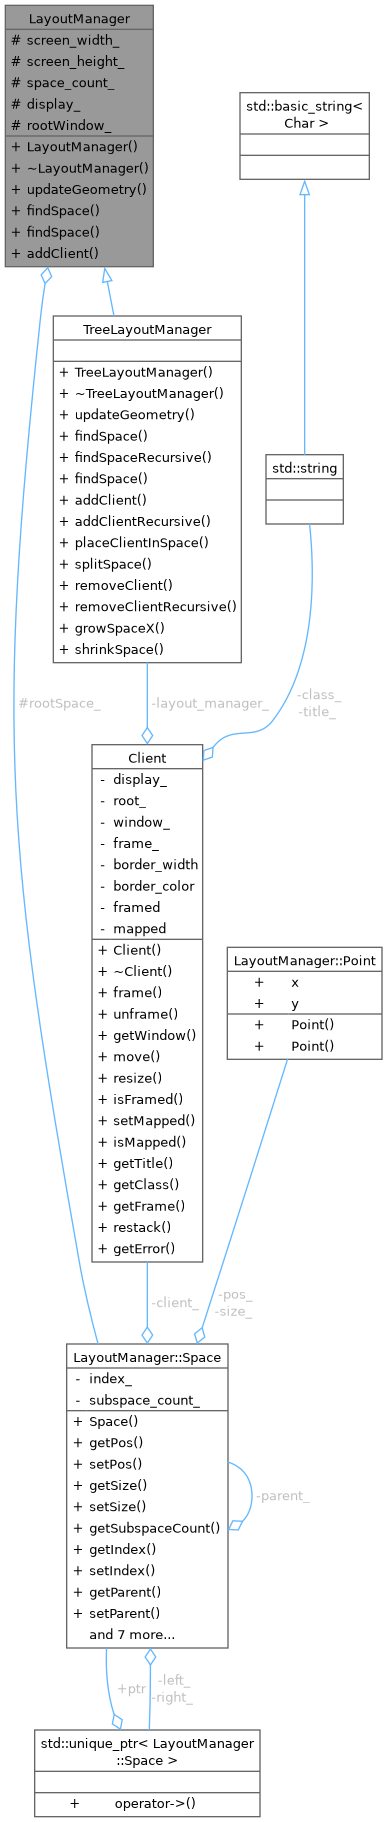 LayoutManager
# screen_width_
# screen_height_
# space_count_
# display_
# rootWindow_
+ LayoutManager()
+ ~LayoutManager()
+ updateGeometry()
+ findSpace()
+ findSpace()
+ addClient()
std::basic_string<
Char >
TreeLayoutManager
+ TreeLayoutManager()
+ ~TreeLayoutManager()
+ updateGeometry()
+ findSpace()
+ findSpaceRecursive()
+ findSpace()
+ addClient()
+ addClientRecursive()
+ placeClientInSpace()
+ splitSpace()
+ removeClient()
+ removeClientRecursive()
+ growSpaceX()
+ shrinkSpace()
std::string
#rootSpace_
-layout_manager_
-class_
-title_
Client
- display_
- root_
- window_
- frame_
- border_width
- border_color
- framed
- mapped
+ Client()
+ ~Client()
+ frame()
+ unframe()
+ getWindow()
+ move()
+ resize()
+ isFramed()
+ setMapped()
+ isMapped()
+ getTitle()
+ getClass()
+ getFrame()
+ restack()
+ getError()
LayoutManager::Point
+ x
+ y
+ Point()
+ Point()
-client_
-pos_
-size_
LayoutManager::Space
- index_
- subspace_count_
+ Space()
+ getPos()
+ setPos()
+ getSize()
+ setSize()
+ getSubspaceCount()
+ getIndex()
+ setIndex()
+ getParent()
+ setParent()
and 7 more...
-parent_
+ptr
-left_
-right_
std::unique_ptr< LayoutManager
::Space >
+ operator->()